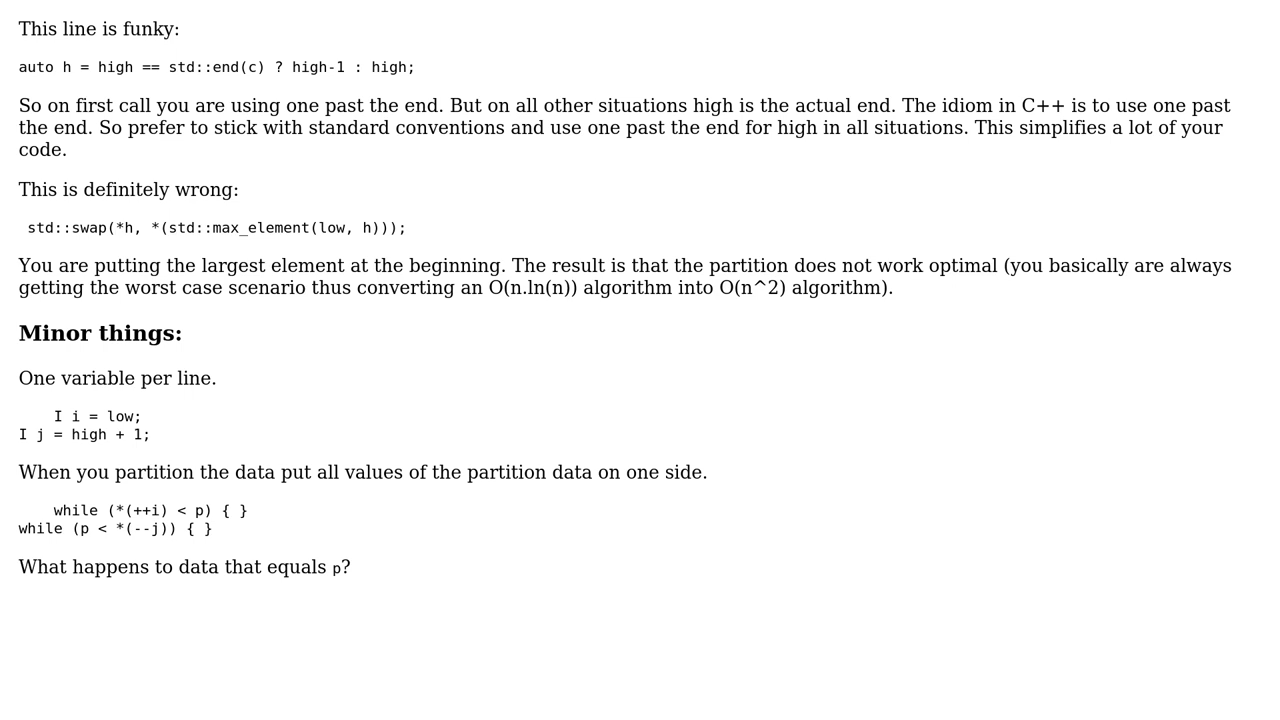 This line is funky:
auto h = high == std::end(c) ? high-1 : high;
So on first call you are using one past the end. But on all other situations high is the actual end. The idiom in C++ is to use one past
the end. So prefer to stick with standard conventions and use one past the end for high in all situations. This simplifies a lot of your
code.
This is definitely wrong:
 std::swap(*h, *(std::max_element(low, h)));
You are putting the largest element at the beginning. The result is that the partition does not work optimal (you basically are always
getting the worst case scenario thus converting an O(n.ln(n)) algorithm into O(n^2) algorithm).
Minor things:
One variable per line.
    I i = low;
I j = high + 1;
When you partition the data put all values of the partition data on one side.
    while (*(++i) < p) { }
while (p < *(--j)) { }
What happens to data that equals p?